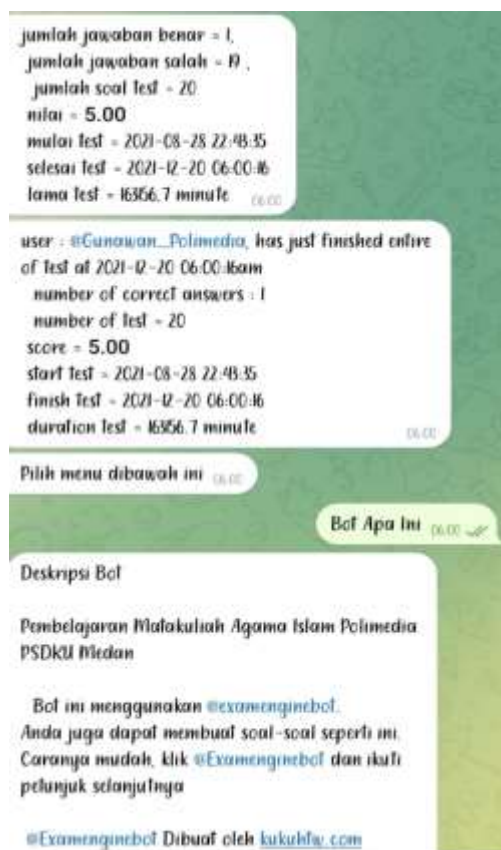 jumlah jawaban benar = 1,
jumlah jawaban salah = 19 ,
jumlah soal test = 20
nilai = 5.00
mulai test = 2021-08-28 22:48:35
selesai test = 2021-12-20 06:00:16
lama test = 163156.7 minute 06:00
user : @Gunawan_Polimedia, has just finished entire
of test at 2021-12-20 06:00:16am
number of correct answers : 1
number of test = 20
score = 5.00
start test = 2021-08-28 22:48:35
finish test = 2021-12-20 06:00:16
duration test = minute 06:00
Pilih menu dibawah ini 06:00
Bot Apa Ini 06:00
Deskripsi Bot
Pembelajaran Matakuliah Agama Islam Polimedia
PSDKU Medan
Bot ini menggunakan @examenginebot.
Anda juga dapat membuat soal-soal seperti ini.
Caranya mudah, klik @Examenginebot dan ikuti
petunjuk selanjutnya
@Examenginebot Dibuat oleh kukuhtw.com